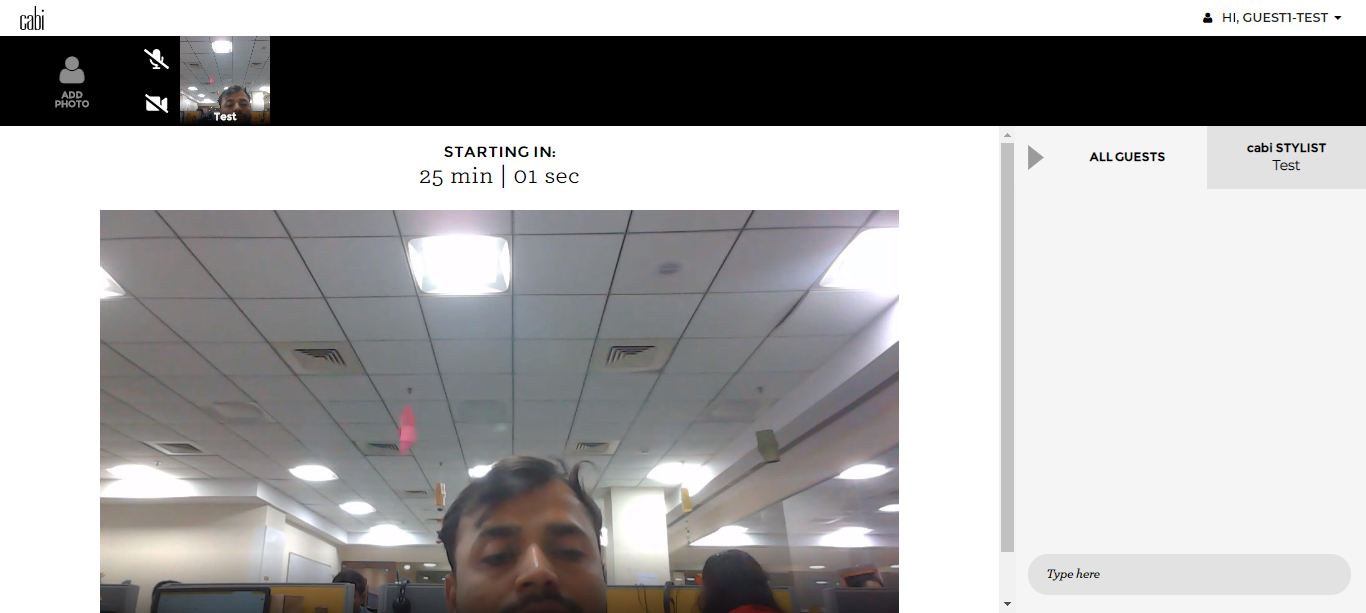 cabi
HI, GUEST1-TEST
ADD
PHOTO
Test
STARTING IN:
25 min | 01 sec
ALL GUESTS
cabi STYLIST
Test
Type here